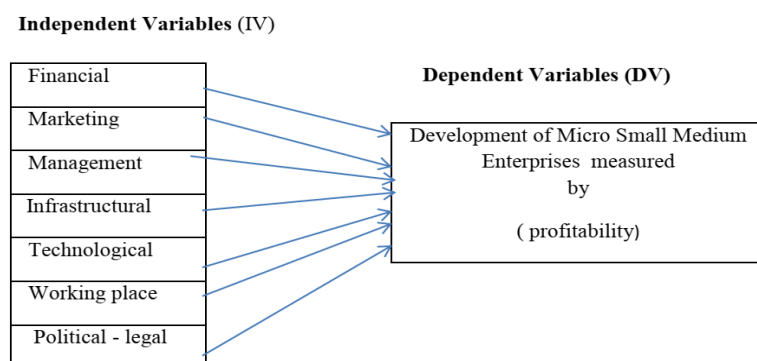 Independent Variables (IV)
Financial
Marketing
Management
Infrastructural
Technological
Working place
Political - legal
Dependent Variables (DV)
Development of Micro Small Medium
Enterprises measured
by
( profitability)